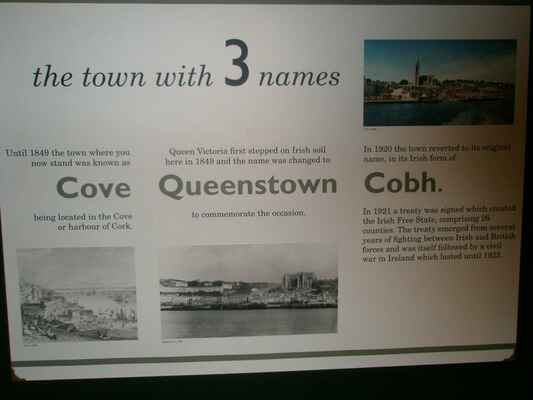 the town with 3 names
Until 1849 the town where you
now stand was known as
Cove
being located in the Cove
or harbour of Cork.
Queen Victoria first stepped on Irish soil
here in 1849 and the name was changed to
Queenstown
to commemorate the occasion.
In 1920 the town reverted to its original
name, in its Irish form of
Cobh.
In 1921 a treaty was signed which created
the Irish Free State, comprising 26
counties. The treaty emerged from several
years of fighting between Irish and British
forces and was itself followed by a civil
war in Ireland which lasted until 1923.